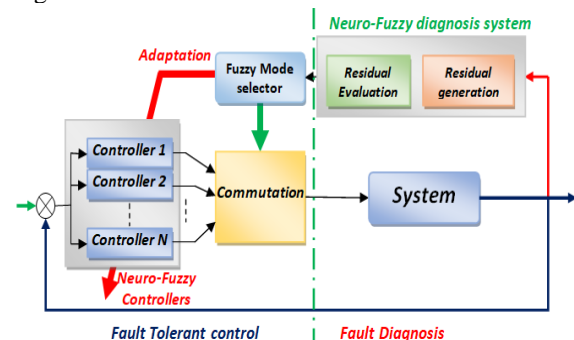 Neuro-Fuzzy diagnosis system
Adaptation
Fuzzy Mode
selector
Residual
Evaluation
Residual
generation
Controller 1
Controller 2
Controller N
Commutation
System
Neuro-Fuzzy
Controllers
Fault Tolerant control
Fault Diagnosis